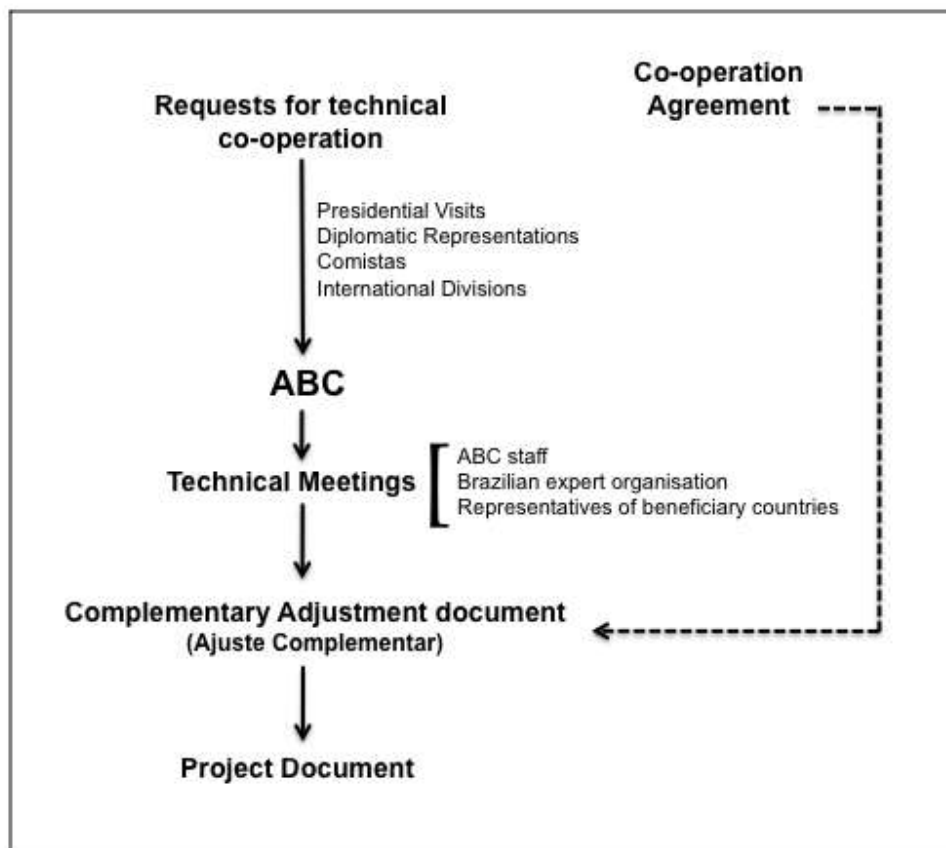 Requests for technical
co-operation
Co-operation
Agreement
Presidential Visits
Diplomatic Representations
Comistas
International Divisions
ABC
Technical Meetings
ABC staff
Brazilian expert organisation
Representatives of beneficiary countries
Complementary Adjustment document
(Ajuste Complementar)
Project Document